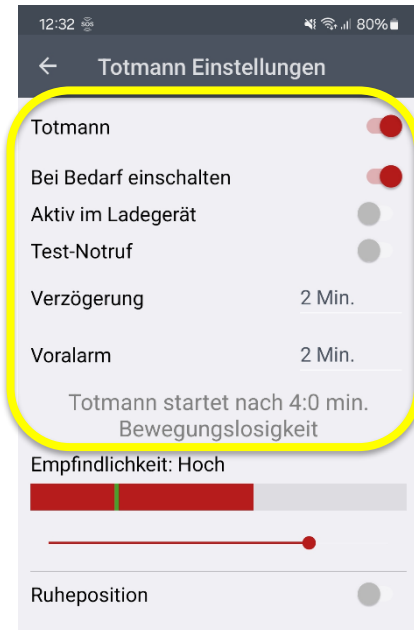 12:32 sos 80%
Totmann Einstellungen
Totmann
Bei Bedarf einschalten
Aktiv im Ladegerät
Test-Notruf
Verzögerung 2 Min.
Voralarm 2 Min.
Totmann startet nach 4:0 min.
Bewegungslosigkeit
Empfindlichkeit: Hoch
Ruheposition